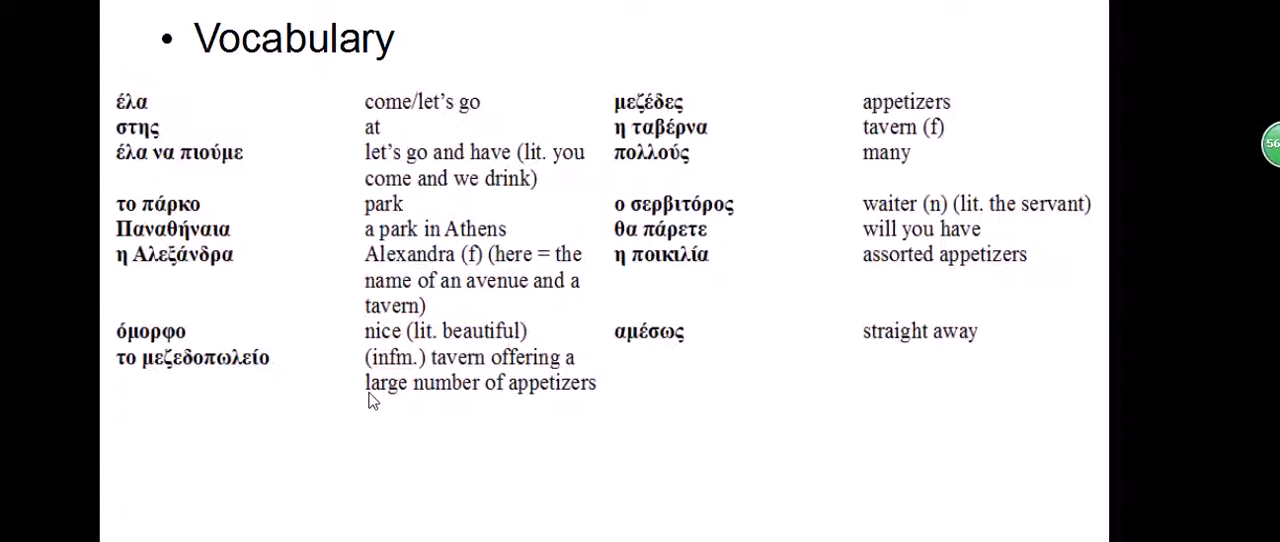 • Vocabulary
έλα come/let's go
στης at
έλα να πιούμε let's go and have (lit. you
come and we drink)
το πάρκο park
Παναθήναια a park in Athens
η Αλεξάνδρα Alexandra (f) (here = the
name of an avenue and a
tavern)
όμορφο nice (lit. beautiful)
το μεζεδοπωλείο (infm.) tavern offering a
large number of appetizers
μεζέδες appetizers
η ταβέρνα tavern (f)
πολλούς many
ο σερβιτόρος waiter (n) (lit. the servant)
θα πάρετε will you have
η ποικιλία assorted appetizers
αμέσως straight away
56